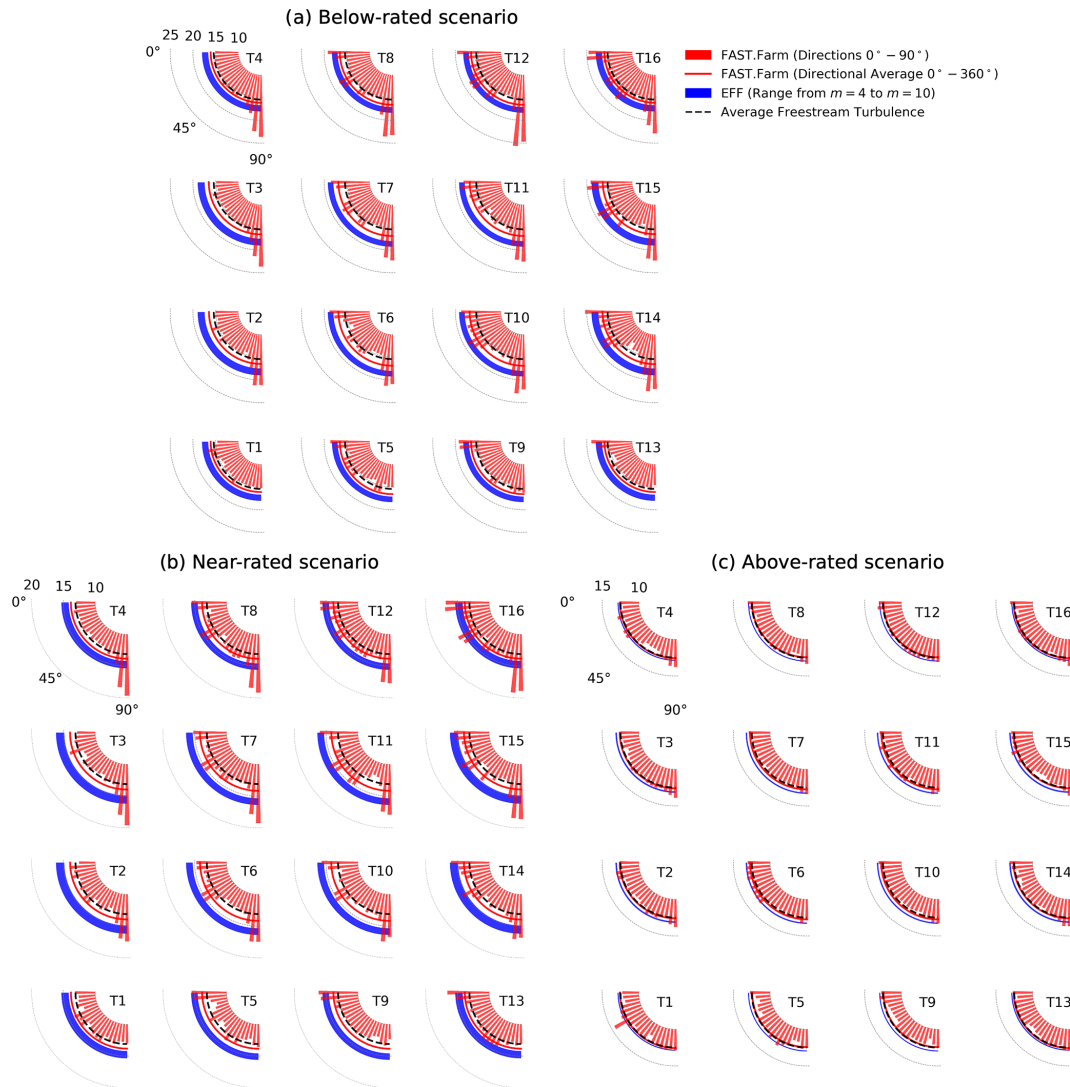 (a) Below-rated scenario
25 20 15 10
0°
45°
90°
T4 T8 T12 T16
FAST.Farm (Directions 0° − 90°)
FAST.Farm (Directional Average 0° − 360°)
EFF (Range from m = 4 to m = 10)
Average Freestream Turbulence
T3 T7 T11 T15
T2 T6 T10 T14
T1 T5 T9 T13
(b) Near-rated scenario
20 15 10
0°
45°
90°
T4 T8 T12 T16
T3 T7 T11 T15
T2 T6 T10 T14
T1 T5 T9 T13
(c) Above-rated scenario
15 10
0°
45°
90°
T4 T8 T12 T16
T3 T7 T11 T15
T2 T6 T10 T14
T1 T5 T9 T13